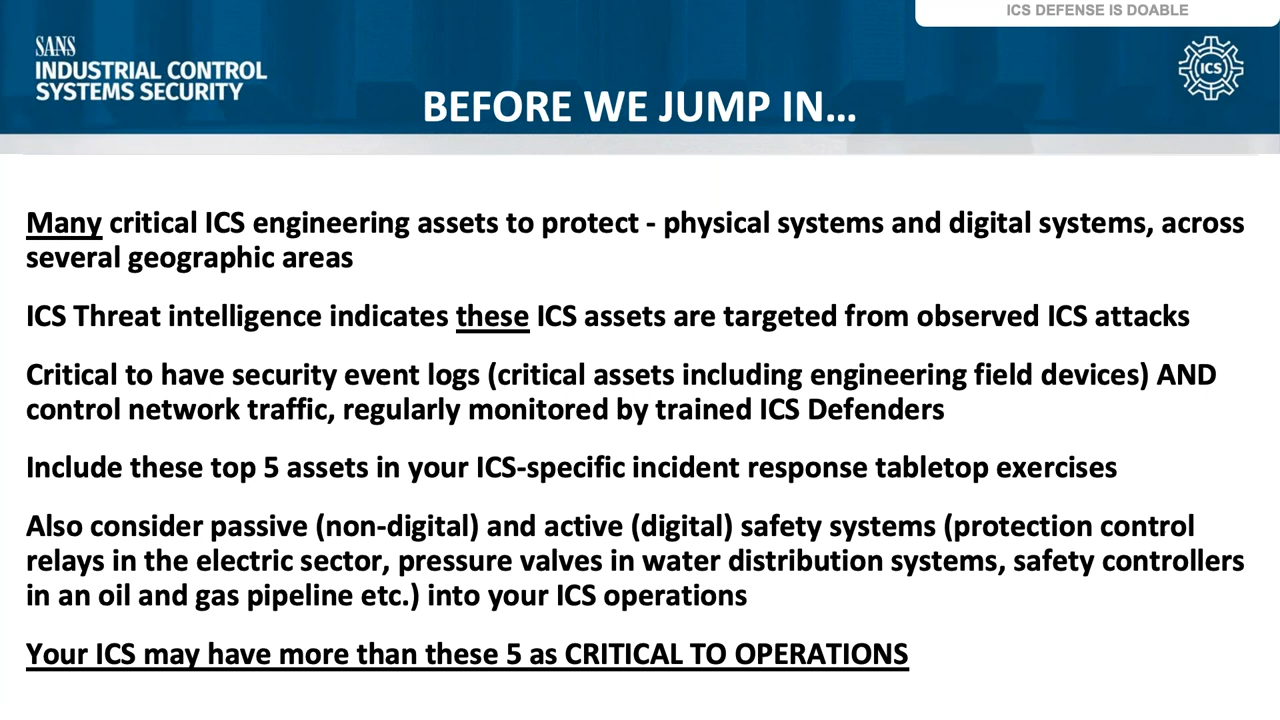 ICS DEFENSE IS DOABLE
SANS
INDUSTRIAL CONTROL
SYSTEMS SECURITY
ICS
BEFORE WE JUMP IN…
Many critical ICS engineering assets to protect - physical systems and digital systems, across
several geographic areas
ICS Threat intelligence indicates these ICS assets are targeted from observed ICS attacks
Critical to have security event logs (critical assets including engineering field devices) AND
control network traffic, regularly monitored by trained ICS Defenders
Include these top 5 assets in your ICS-specific incident response tabletop exercises
Also consider passive (non-digital) and active (digital) safety systems (protection control
relays in the electric sector, pressure valves in water distribution systems, safety controllers
in an oil and gas pipeline etc.) into your ICS operations
Your ICS may have more than these 5 as CRITICAL TO OPERATIONS